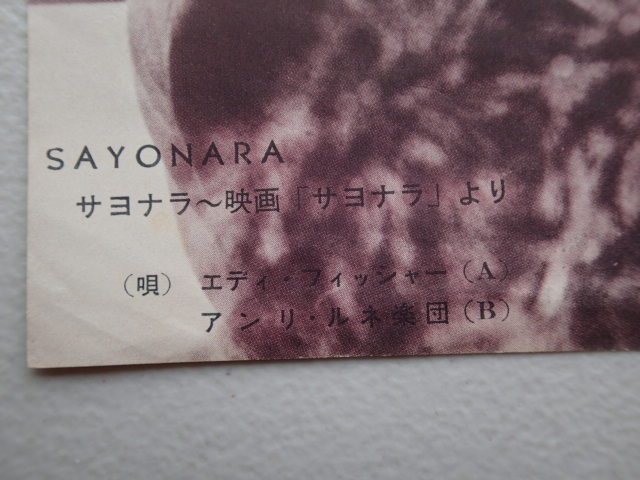 SAYONARA
サヨナラ〜映画「サヨナラ」より
（唄） エディ・フィッシャー（A）
アンリ・ルネ楽団（B）